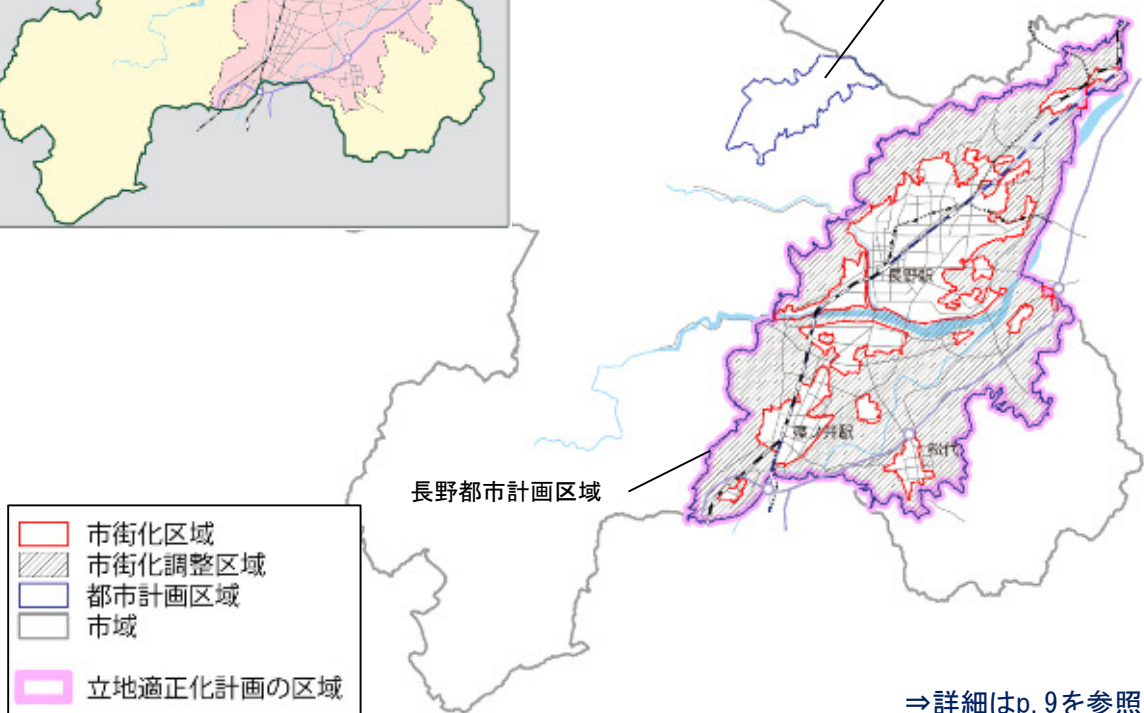 長野駅
篠ノ井駅
松代
長野都市計画区域
市街化区域
市街化調整区域
都市計画区域
市域
立地適正化計画の区域
⇒詳細はp.9を参照